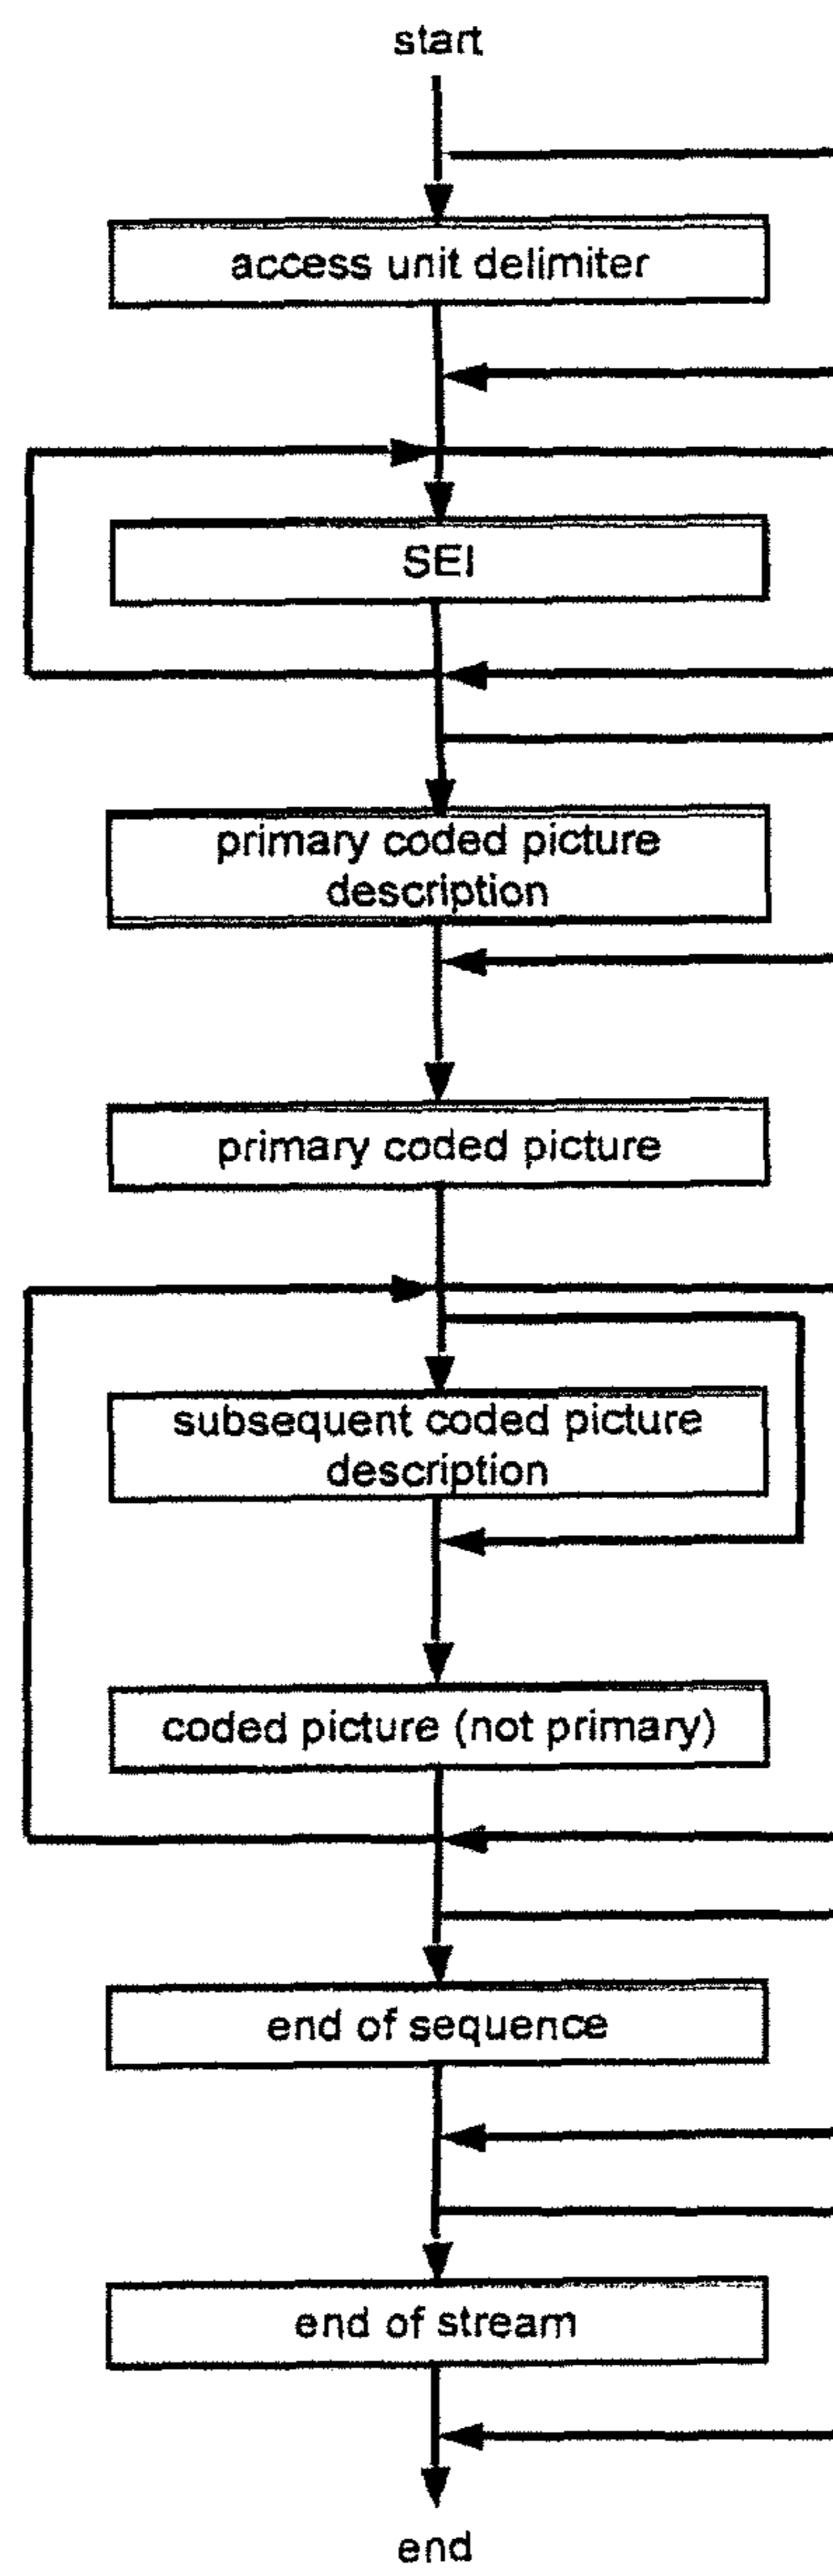 start
access unit delimiter
SEI
primary coded picture
description
primary coded picture
subsequent coded picture
description
coded picture (not primary)
end of sequence
end of stream
end